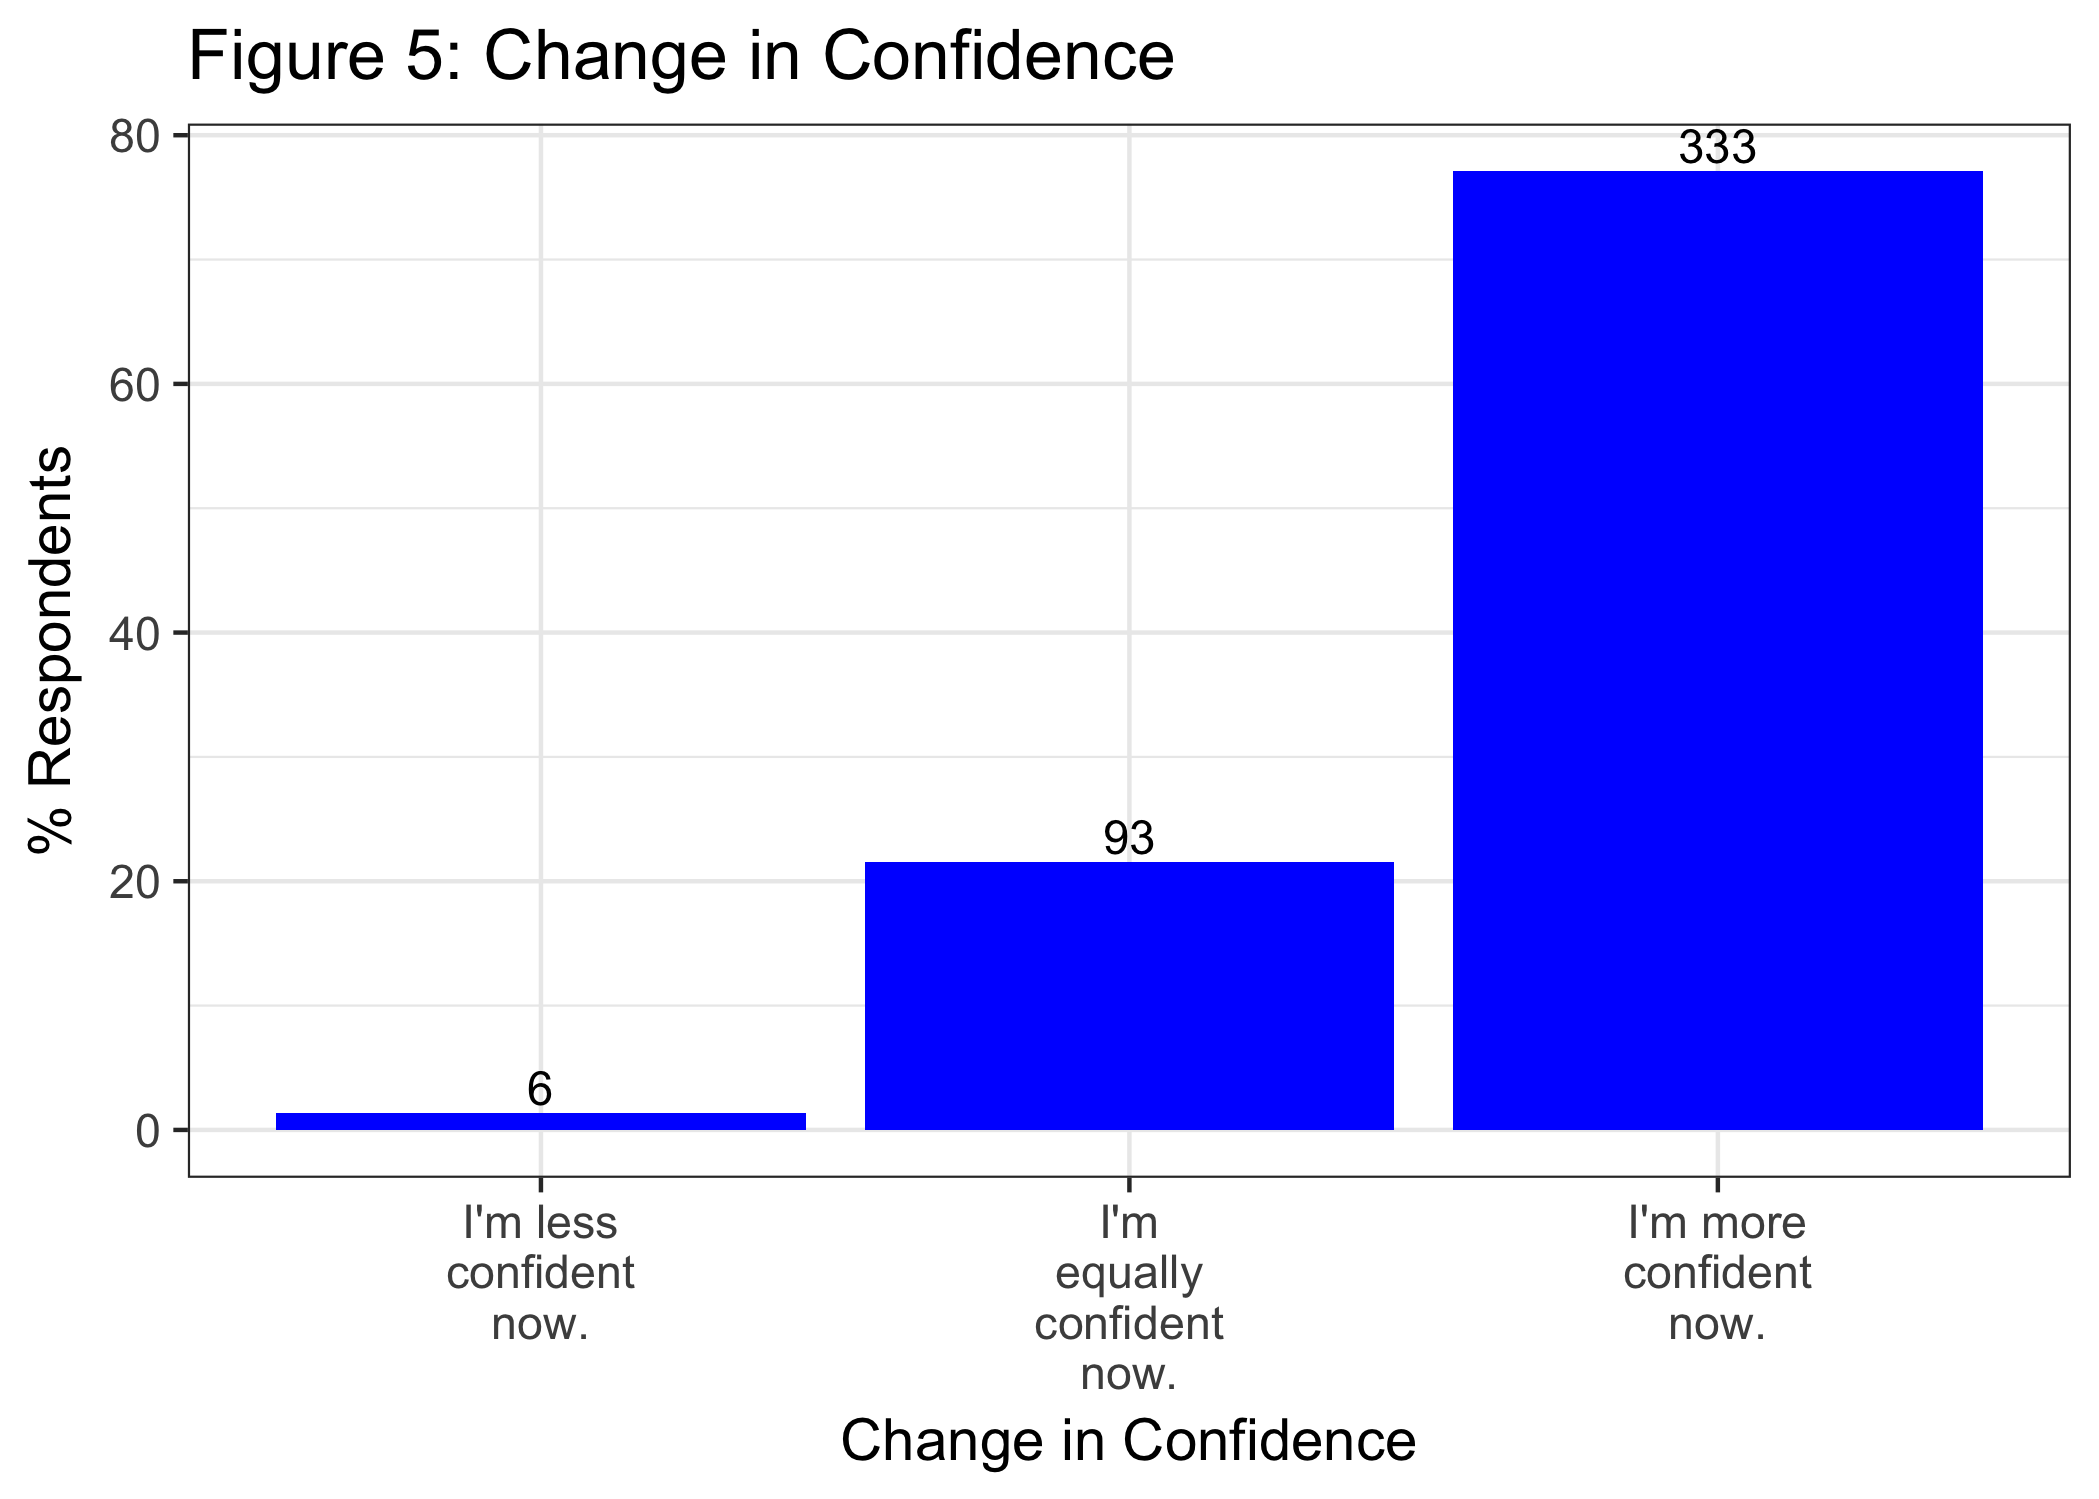 Figure 5: Change in Confidence
80
60
40
20
0
% Respondents
333
93
6
I'm less
confident
now.
I'm
equally
confident
now.
I'm more
confident
now.
Change in Confidence